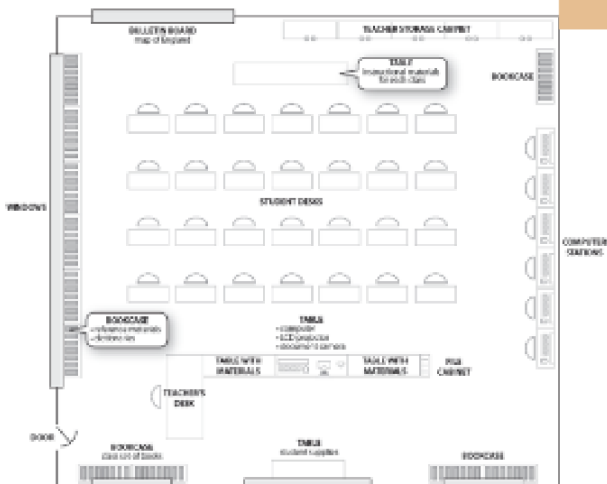 BULLETIN BOARD
map of England
TEACHER STORAGE CABINET
TABLE
instructional materials
for each class
BOOKCASE
STUDENT DESKS
WINDOWS
COMPUTER
STATIONS
BOOKCASE
- reference materials
- dictionaries
TABLE
- computer
- LCD projector
- document camera
TABLE WITH
MATERIALS
TABLE WITH
MATERIALS
FILE
CABINET
TEACHER'S
DESK
DOOR
BOOKCASE
class set of books
TABLE
student supplies
BOOKCASE